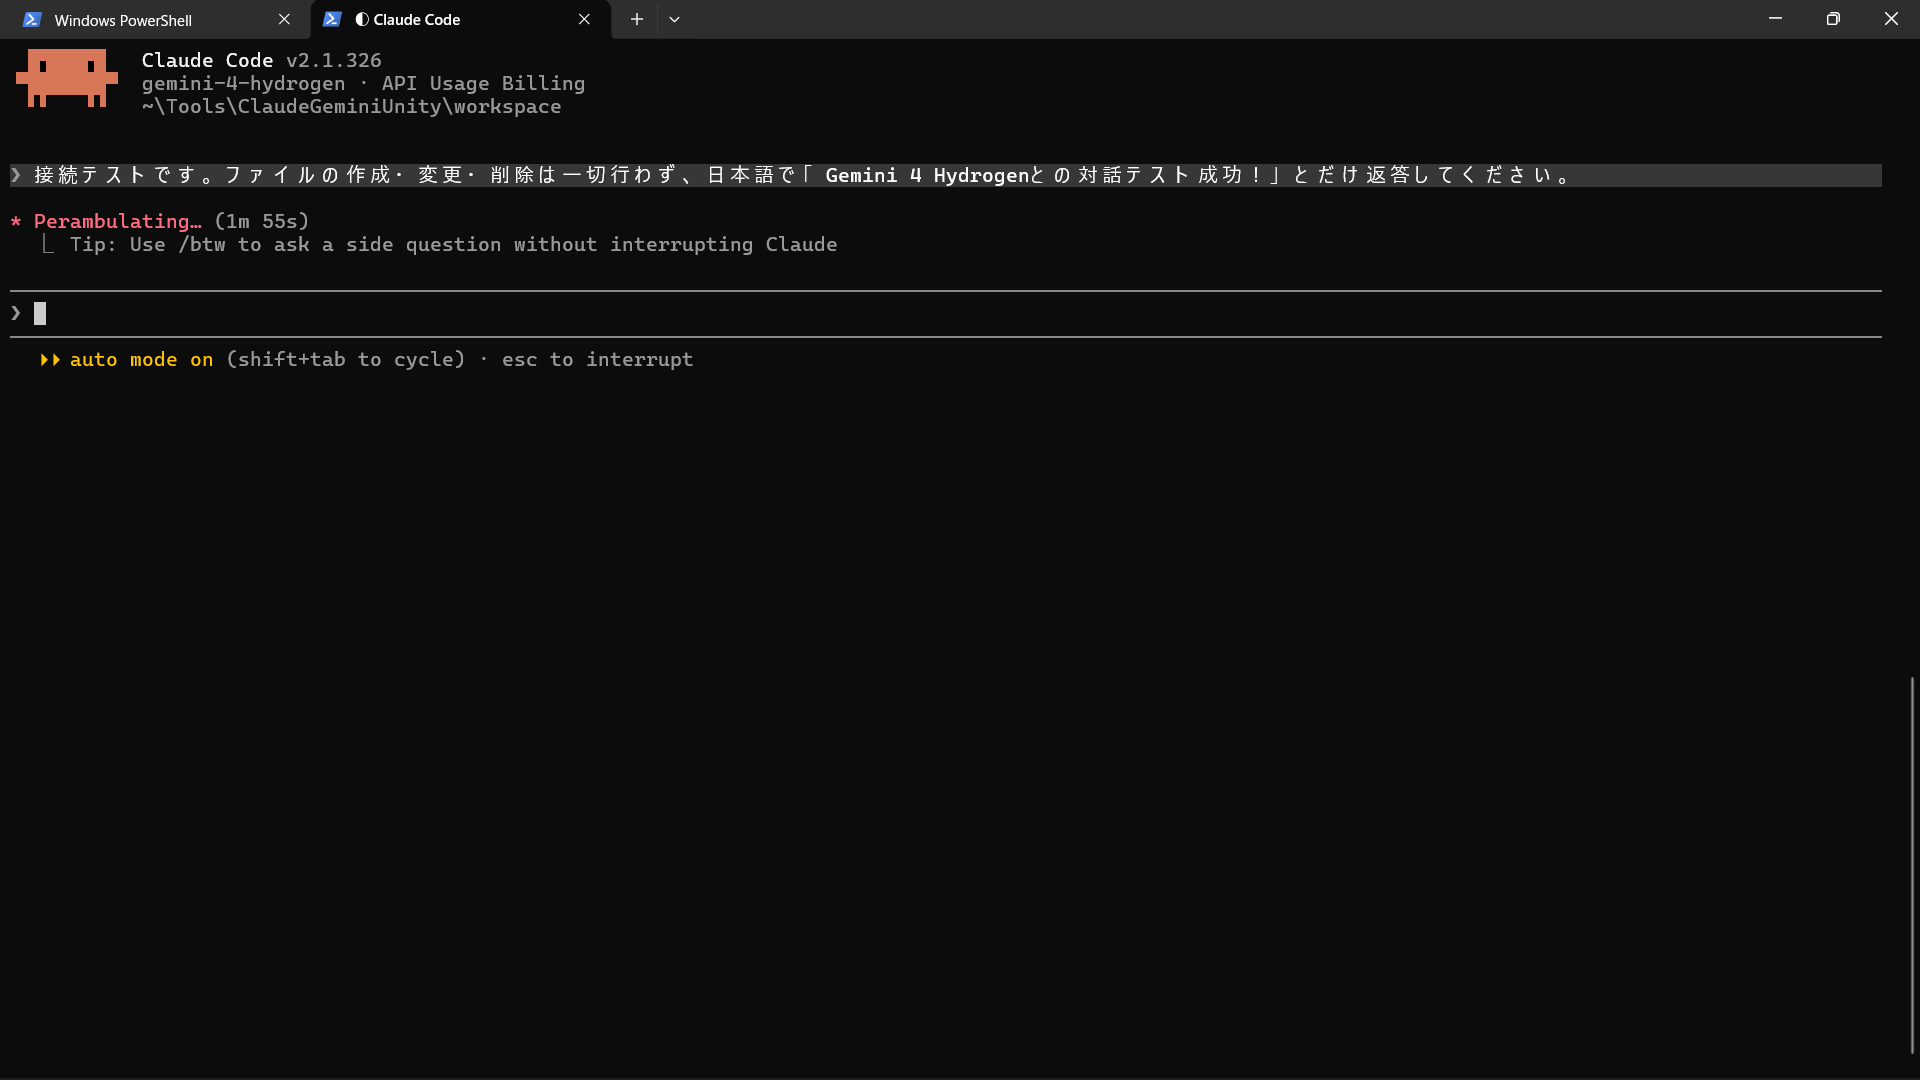 Windows PowerShell
Claude Code
Claude Code v2.1.326
gemini-4-hydrogen · API Usage Billing
~\Tools\ClaudeGeminiUnity\workspace
❯ 接続テストです。ファイルの作成・変更・削除は一切行わず、日本語で「Gemini 4 Hydrogenとの対話テスト成功！」とだけ返答してください。
* Perambulating… (1m 55s)
⎿ Tip: Use /btw to ask a side question without interrupting Claude
❯
⏵⏵ auto mode on (shift+tab to cycle) · esc to interrupt